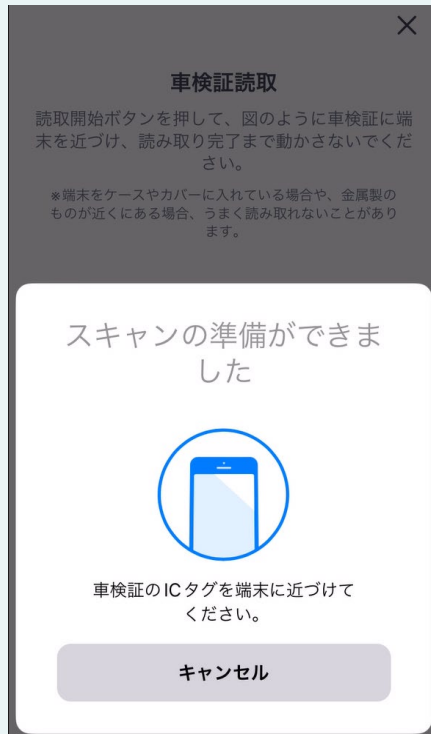 車検証読取
読取開始ボタンを押して、図のように車検証に端
末を近づけ、読み取り完了まで動かさないでくだ
さい。
※端末をケースやカバーに入れている場合や、金属製の
ものが近くにある場合、うまく読み取れないことがあり
ます。
スキャンの準備ができま
した
車検証のICタグを端末に近づけて
ください。
キャンセル